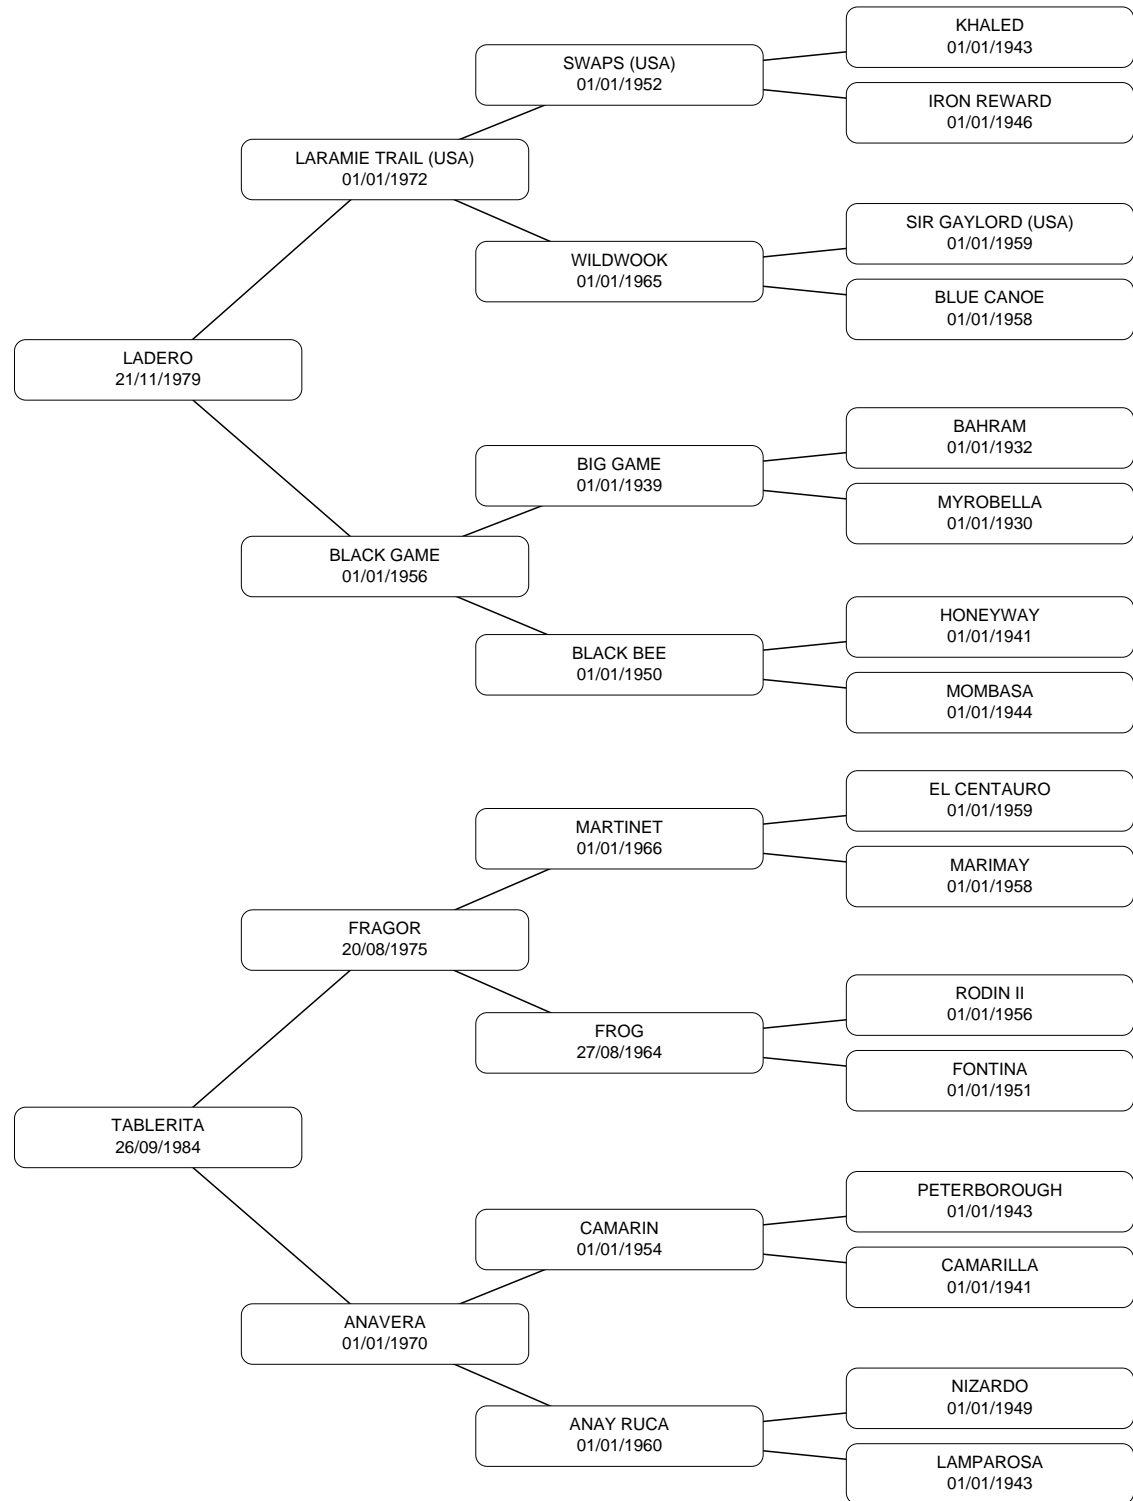 KHALED
01/01/1943
SWAPS (USA)
01/01/1952
IRON REWARD
01/01/1946
LARAMIE TRAIL (USA)
01/01/1972
SIR GAYLORD (USA)
01/01/1959
WILDWOOK
01/01/1965
BLUE CANOE
01/01/1958
LADERO
21/11/1979
BAHRAM
01/01/1932
BIG GAME
01/01/1939
MYROBELLA
01/01/1930
BLACK GAME
01/01/1956
HONEYWAY
01/01/1941
BLACK BEE
01/01/1950
MOMBASA
01/01/1944
EL CENTAURO
01/01/1959
MARTINET
01/01/1966
MARIMAY
01/01/1958
FRAGOR
20/08/1975
RODIN II
01/01/1956
FROG
27/08/1964
FONTINA
01/01/1951
TABLERITA
26/09/1984
PETERBOROUGH
01/01/1943
CAMARIN
01/01/1954
CAMARILLA
01/01/1941
ANAVERA
01/01/1970
NIZARDO
01/01/1949
ANAY RUCA
01/01/1960
LAMPAROSA
01/01/1943